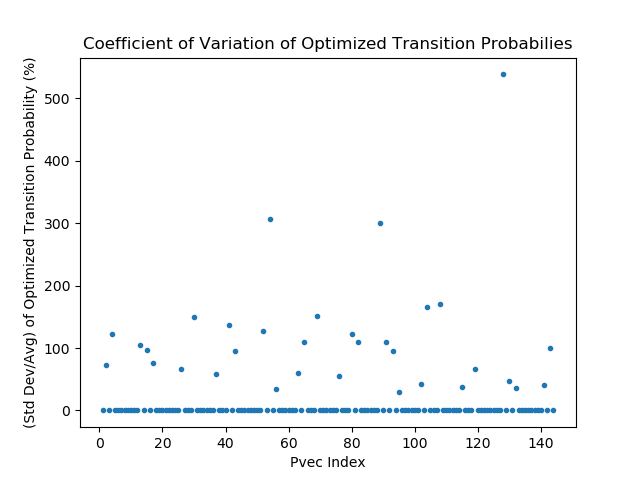 Coefficient of Variation of Optimized Transition Probabilies
(Std Dev/Avg) of Optimized Transition Probability (%)
500
400
300
200
100
0
0 20 40 60 80 100 120 140
Pvec Index